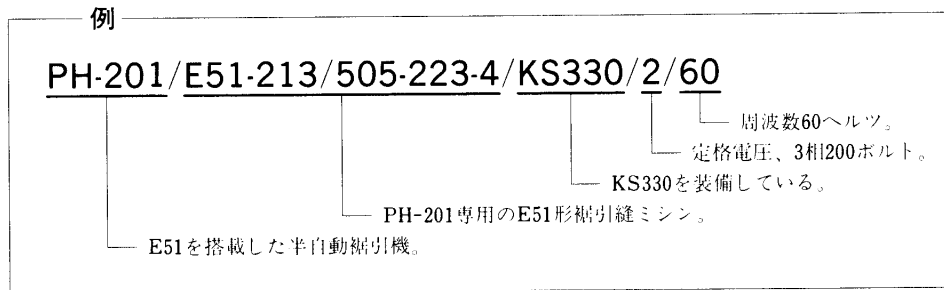 例
PH-201/E51-213/505-223-4/KS330/2/60
周波数60ヘルツ。
定格電圧、3相200ボルト。
KS330を装備している。
PH-201専用のE51形裾引縫ミシン。
E51を搭載した半自動裾引機。